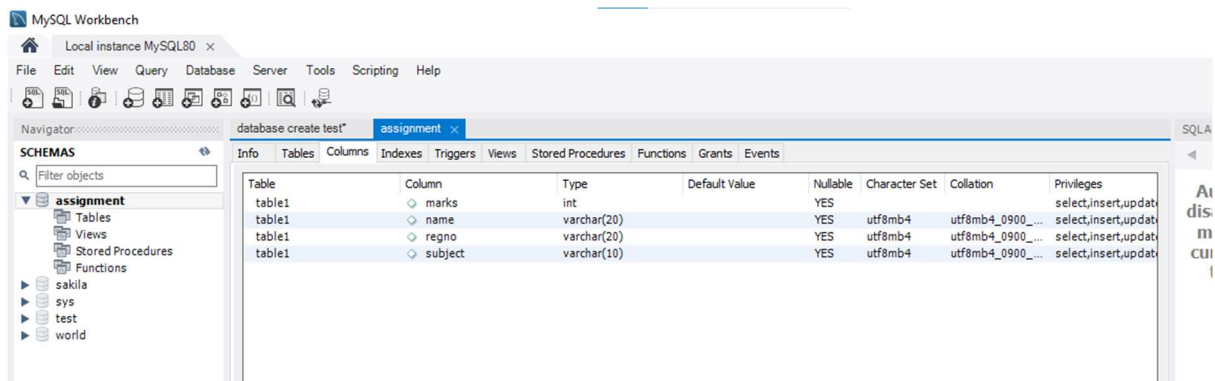 MySQL Workbench
Local instance MySQL80 ×
File Edit View Query Database Server Tools Scripting Help
Navigator
SCHEMAS
Filter objects
assignment
Tables
Views
Stored Procedures
Functions
sakila
sys
test
world
database create test* assignment ×
Info Tables Columns Indexes Triggers Views Stored Procedures Functions Grants Events
Table Column Type Default Value Nullable Character Set Collation Privileges
table1 marks int YES select,insert,update
table1 name varchar(20) YES utf8mb4 utf8mb4_0900_... select,insert,update
table1 regno varchar(20) YES utf8mb4 utf8mb4_0900_... select,insert,update
table1 subject varchar(10) YES utf8mb4 utf8mb4_0900_... select,insert,update
SQLA